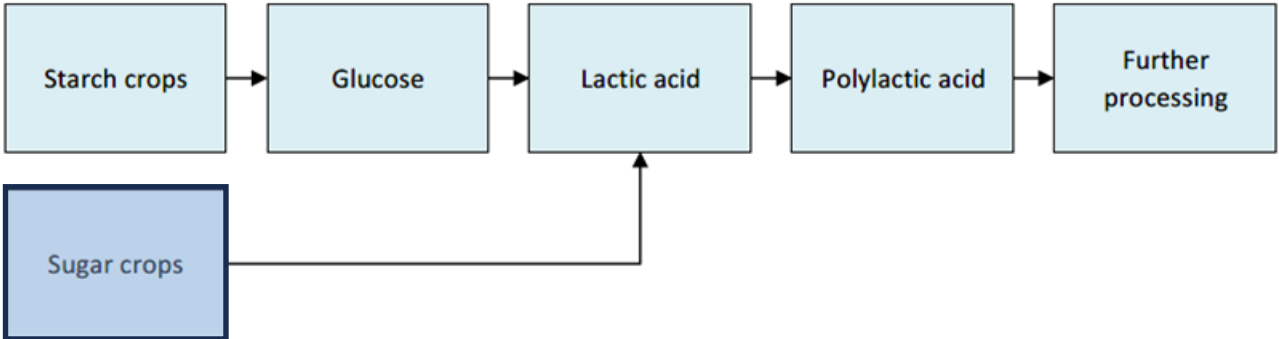 Starch crops
Glucose
Lactic acid
Polylactic acid
Further
processing
Sugar crops